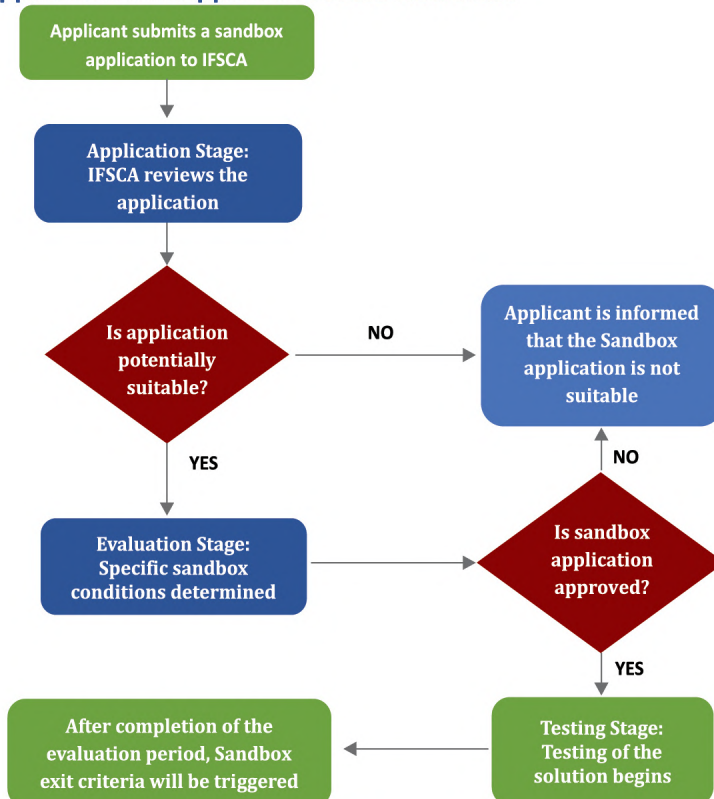 Applicant submits a sandbox
application to IFSCA
Application Stage:
IFSCA reviews the
application
Is application
potentially
suitable?
NO
Applicant is informed
that the Sandbox
application is not
suitable
YES
NO
Evaluation Stage:
Specific sandbox
conditions determined
Is sandbox
application
approved?
YES
After completion of the
evaluation period, Sandbox
exit criteria will be triggered
Testing Stage:
Testing of the
solution begins